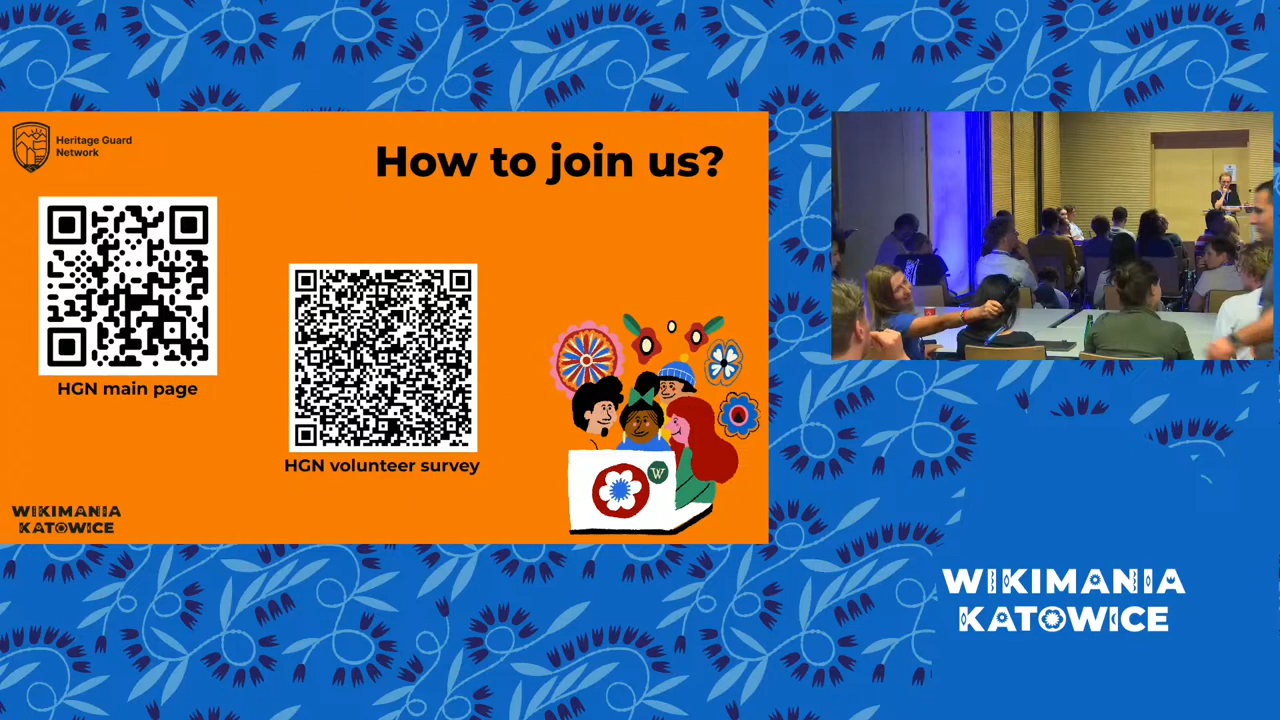 Heritage Guard
Network
How to join us?
HGN main page
HGN volunteer survey
W
WIKIMANIA
KATOWICE
WIKIMANIA
KATOWICE